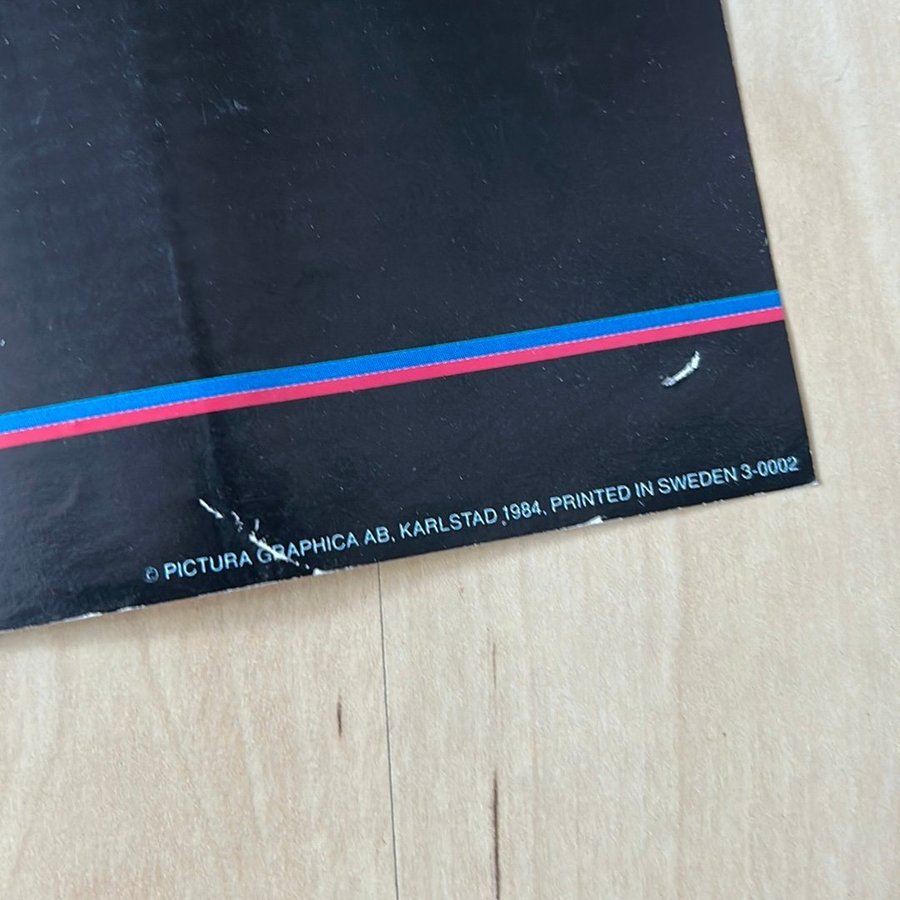 © PICTURA GRAPHICA AB, KARLSTAD 1984, PRINTED IN SWEDEN 3-0002